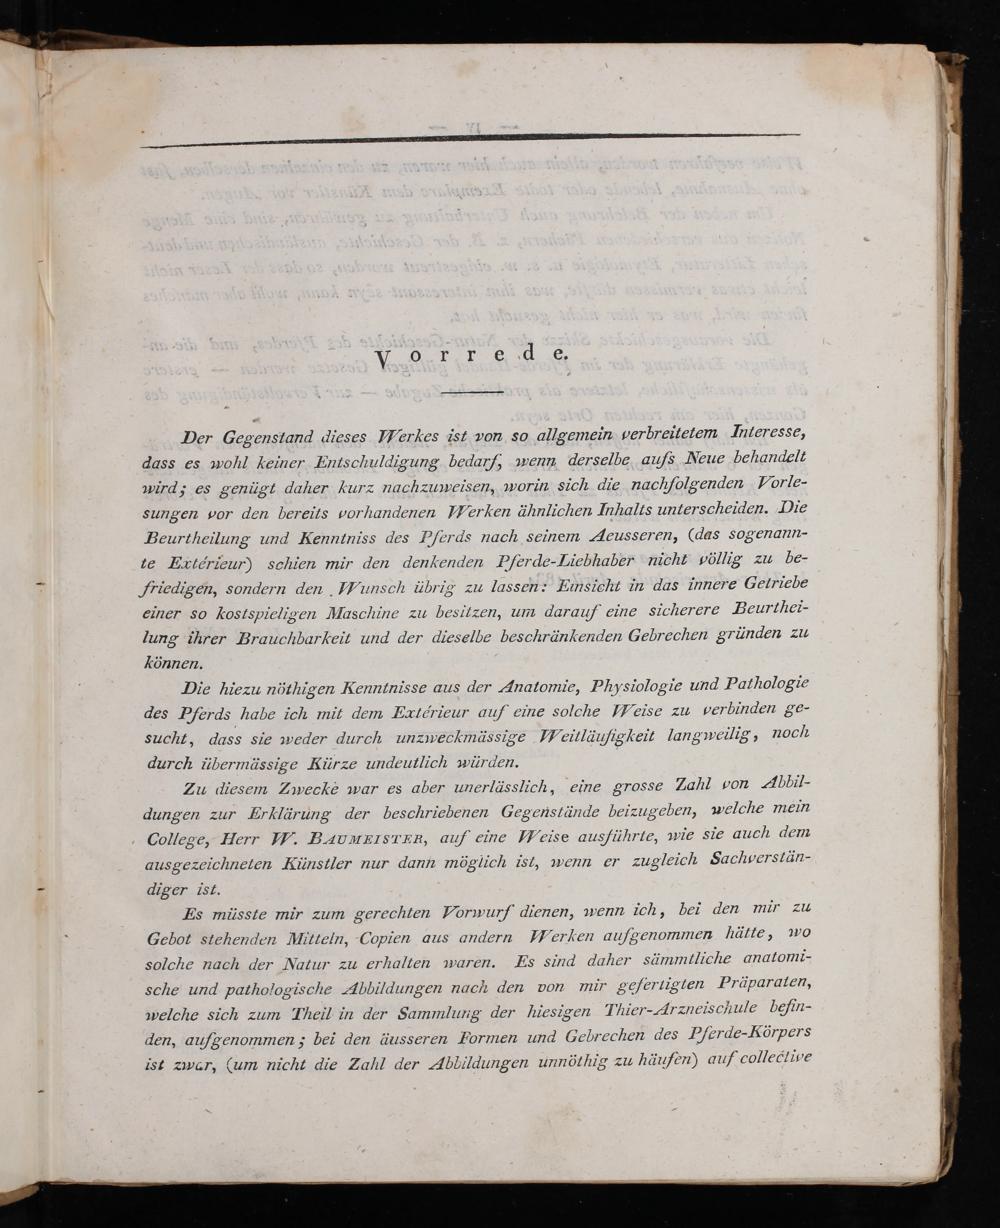 Vorrede.
Der Gegenstand dieses Werkes ist von so allgemein verbreitetem Interesse,
dass es wohl keiner Entschuldigung bedarf, wenn derselbe aufs Neue behandelt
wird; es genügt daher kurz nachzuweisen, worin sich die nachfolgenden Vorle-
sungen vor den bereits vorhandenen Werken ähnlichen Inhalts unterscheiden. Die
Beurtheilung und Kenntniss des Pferds nach seinem Aeusseren, (das sogenann-
te Extérieur) schien mir den denkenden Pferde-Liebhaber nicht völlig zu be-
friedigen, sondern den Wunsch übrig zu lassen: Einsicht in das innere Getriebe
einer so kostspieligen Maschine zu besitzen, um darauf eine sicherere Beurthei-
lung ihrer Brauchbarkeit und der dieselbe beschränkenden Gebrechen gründen zu
können.
Die hiezu nöthigen Kenntnisse aus der Anatomie, Physiologie und Pathologie
des Pferds habe ich mit dem Extérieur auf eine solche Weise zu verbinden ge-
sucht, dass sie weder durch unzweckmässige Weitläufigkeit langweilig, noch
durch übermässige Kürze undeutlich würden.
Zu diesem Zwecke war es aber unerlässlich, eine grosse Zahl von Abbil-
dungen zur Erklärung der beschriebenen Gegenstände beizugeben, welche mein
College, Herr W. BAUMEISTER, auf eine Weise ausführte, wie sie auch dem
ausgezeichneten Künstler nur dann möglich ist, wenn er zugleich Sachverstän-
diger ist.
Es müsste mir zum gerechten Vorwurf dienen, wenn ich, bei den mir zu
Gebot stehenden Mitteln, Copien aus andern Werken aufgenommen hätte, wo
solche nach der Natur zu erhalten waren. Es sind daher sämmtliche anatomi-
sche und pathologische Abbildungen nach den von mir gefertigten Präparaten,
welche sich zum Theil in der Sammlung der hiesigen Thier-Arzneischule befin-
den, aufgenommen; bei den äusseren Formen und Gebrechen des Pferde-Körpers
ist zwar, (um nicht die Zahl der Abbildungen unnöthig zu häufen) auf collective